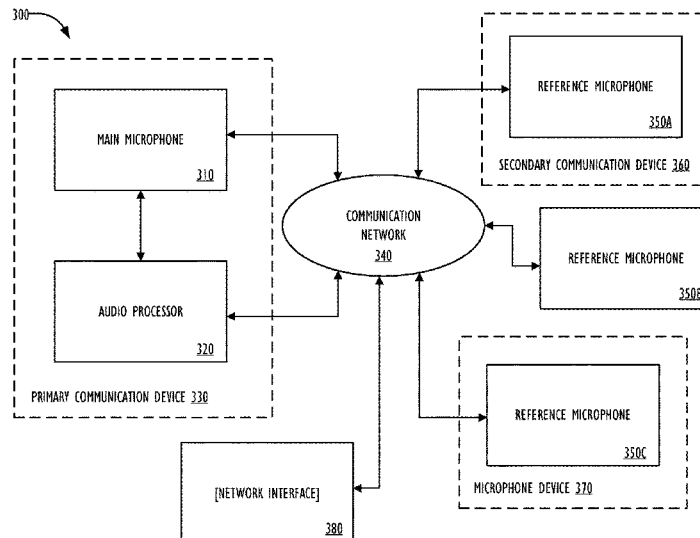 300
MAIN MICROPHONE
310
AUDIO PROCESSOR
320
PRIMARY COMMUNICATION DEVICE 330
COMMUNICATION
NETWORK
340
REFERENCE MICROPHONE
350A
SECONDARY COMMUNICATION DEVICE 360
REFERENCE MICROPHONE
350B
REFERENCE MICROPHONE
350C
MICROPHONE DEVICE 370
[NETWORK INTERFACE]
380